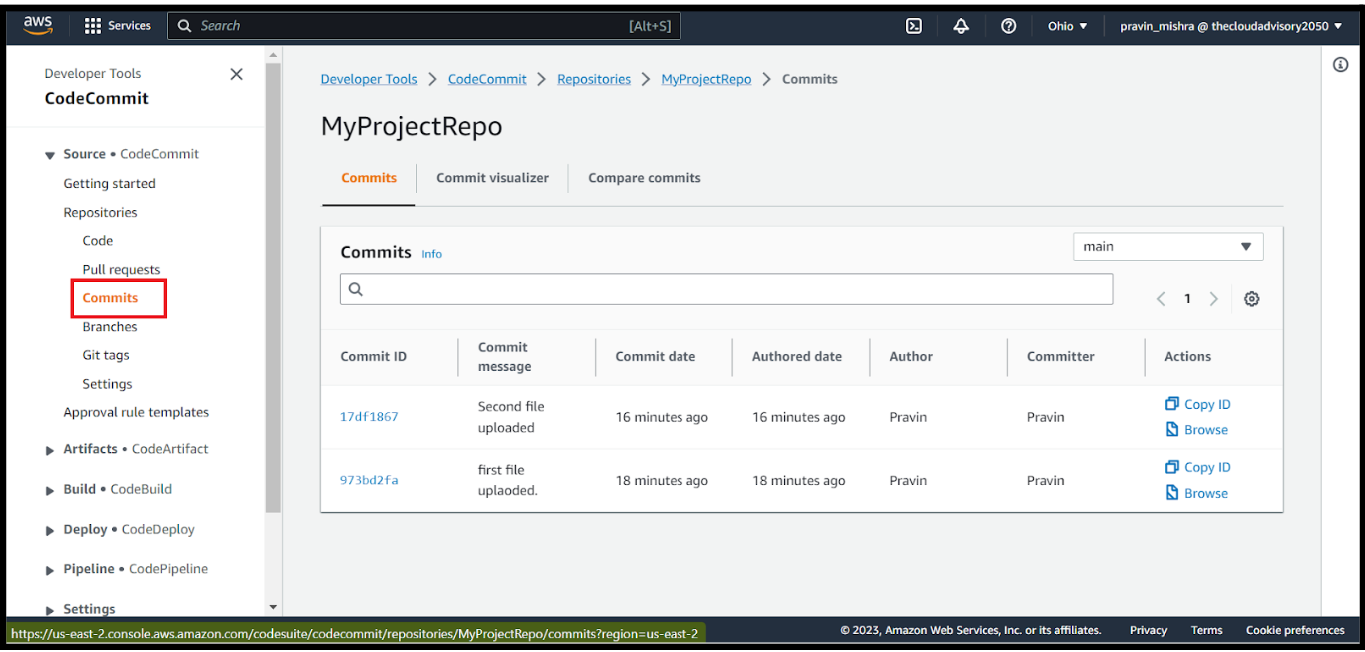 aws
Services
Search
[Alt+S]
Ohio
pravin_mishra @ thecloudadvisory2050
Developer Tools
CodeCommit
Source • CodeCommit
Getting started
Repositories
Code
Pull requests
Commits
Branches
Git tags
Settings
Approval rule templates
Artifacts • CodeArtifact
Build • CodeBuild
Deploy • CodeDeploy
Pipeline • CodePipeline
Settings
Developer Tools > CodeCommit > Repositories > MyProjectRepo > Commits
MyProjectRepo
Commits
Commit visualizer
Compare commits
Commits Info
main
1
Commit ID
Commit
message
Commit date
Authored date
Author
Committer
Actions
17df1867
Second file
uploaded
16 minutes ago
16 minutes ago
Pravin
Pravin
Copy ID
Browse
973bd2fa
first file
uplaoded.
18 minutes ago
18 minutes ago
Pravin
Pravin
Copy ID
Browse
https://us-east-2.console.aws.amazon.com/codesuite/codecommit/repositories/MyProjectRepo/commits?region=us-east-2
© 2023, Amazon Web Services, Inc. or its affiliates.
Privacy
Terms
Cookie preferences